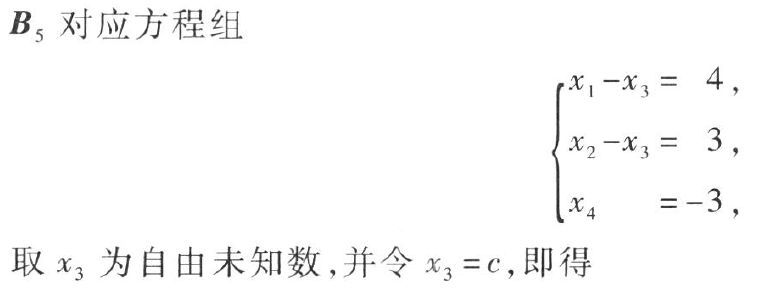 B₅ 对应方程组
x₁-x₃= 4,
x₂-x₃= 3,
x₄ =-3,
取 x₃ 为自由未知数,并令 x₃=c,即得